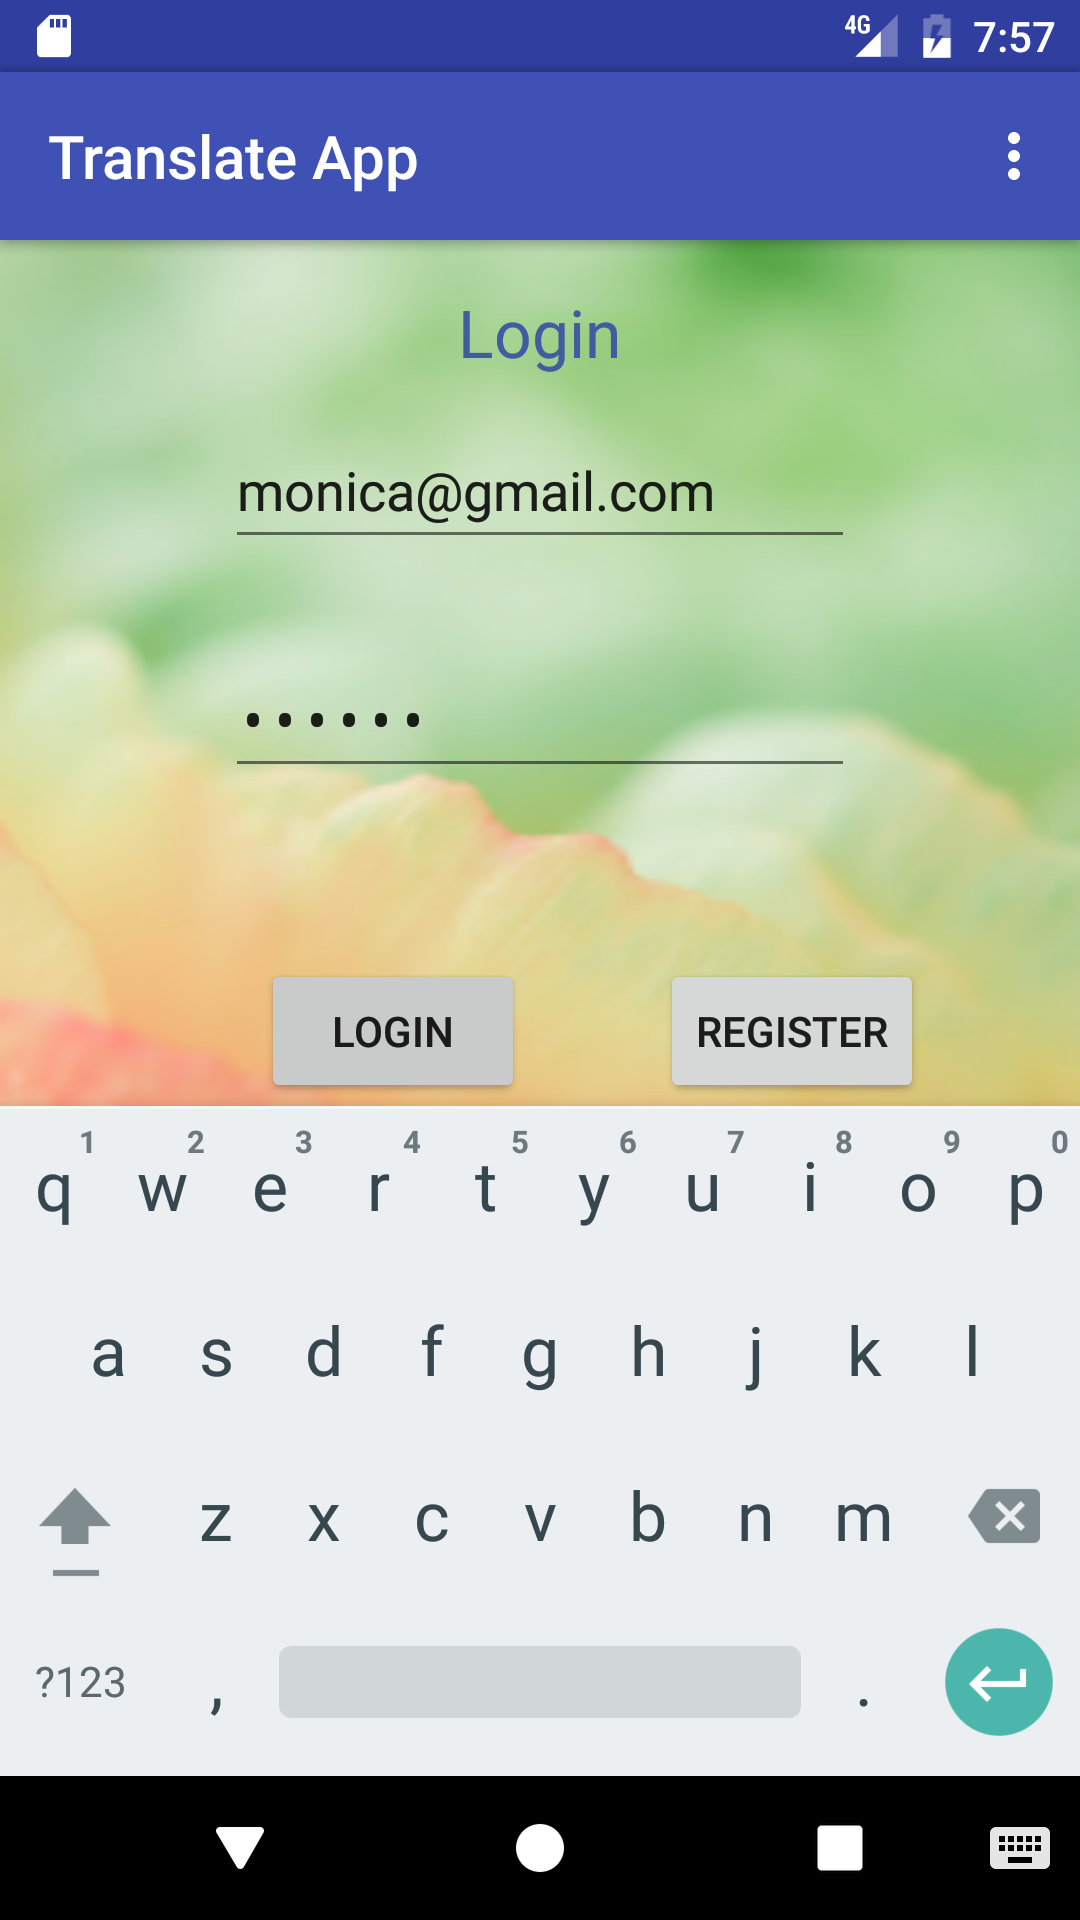 4G 7:57
Translate App
Login
monica@gmail.com
••••••
LOGIN REGISTER
1 2 3 4 5 6 7 8 9 0
q w e r t y u i o p
a s d f g h j k l
z x c v b n m
?123 , .